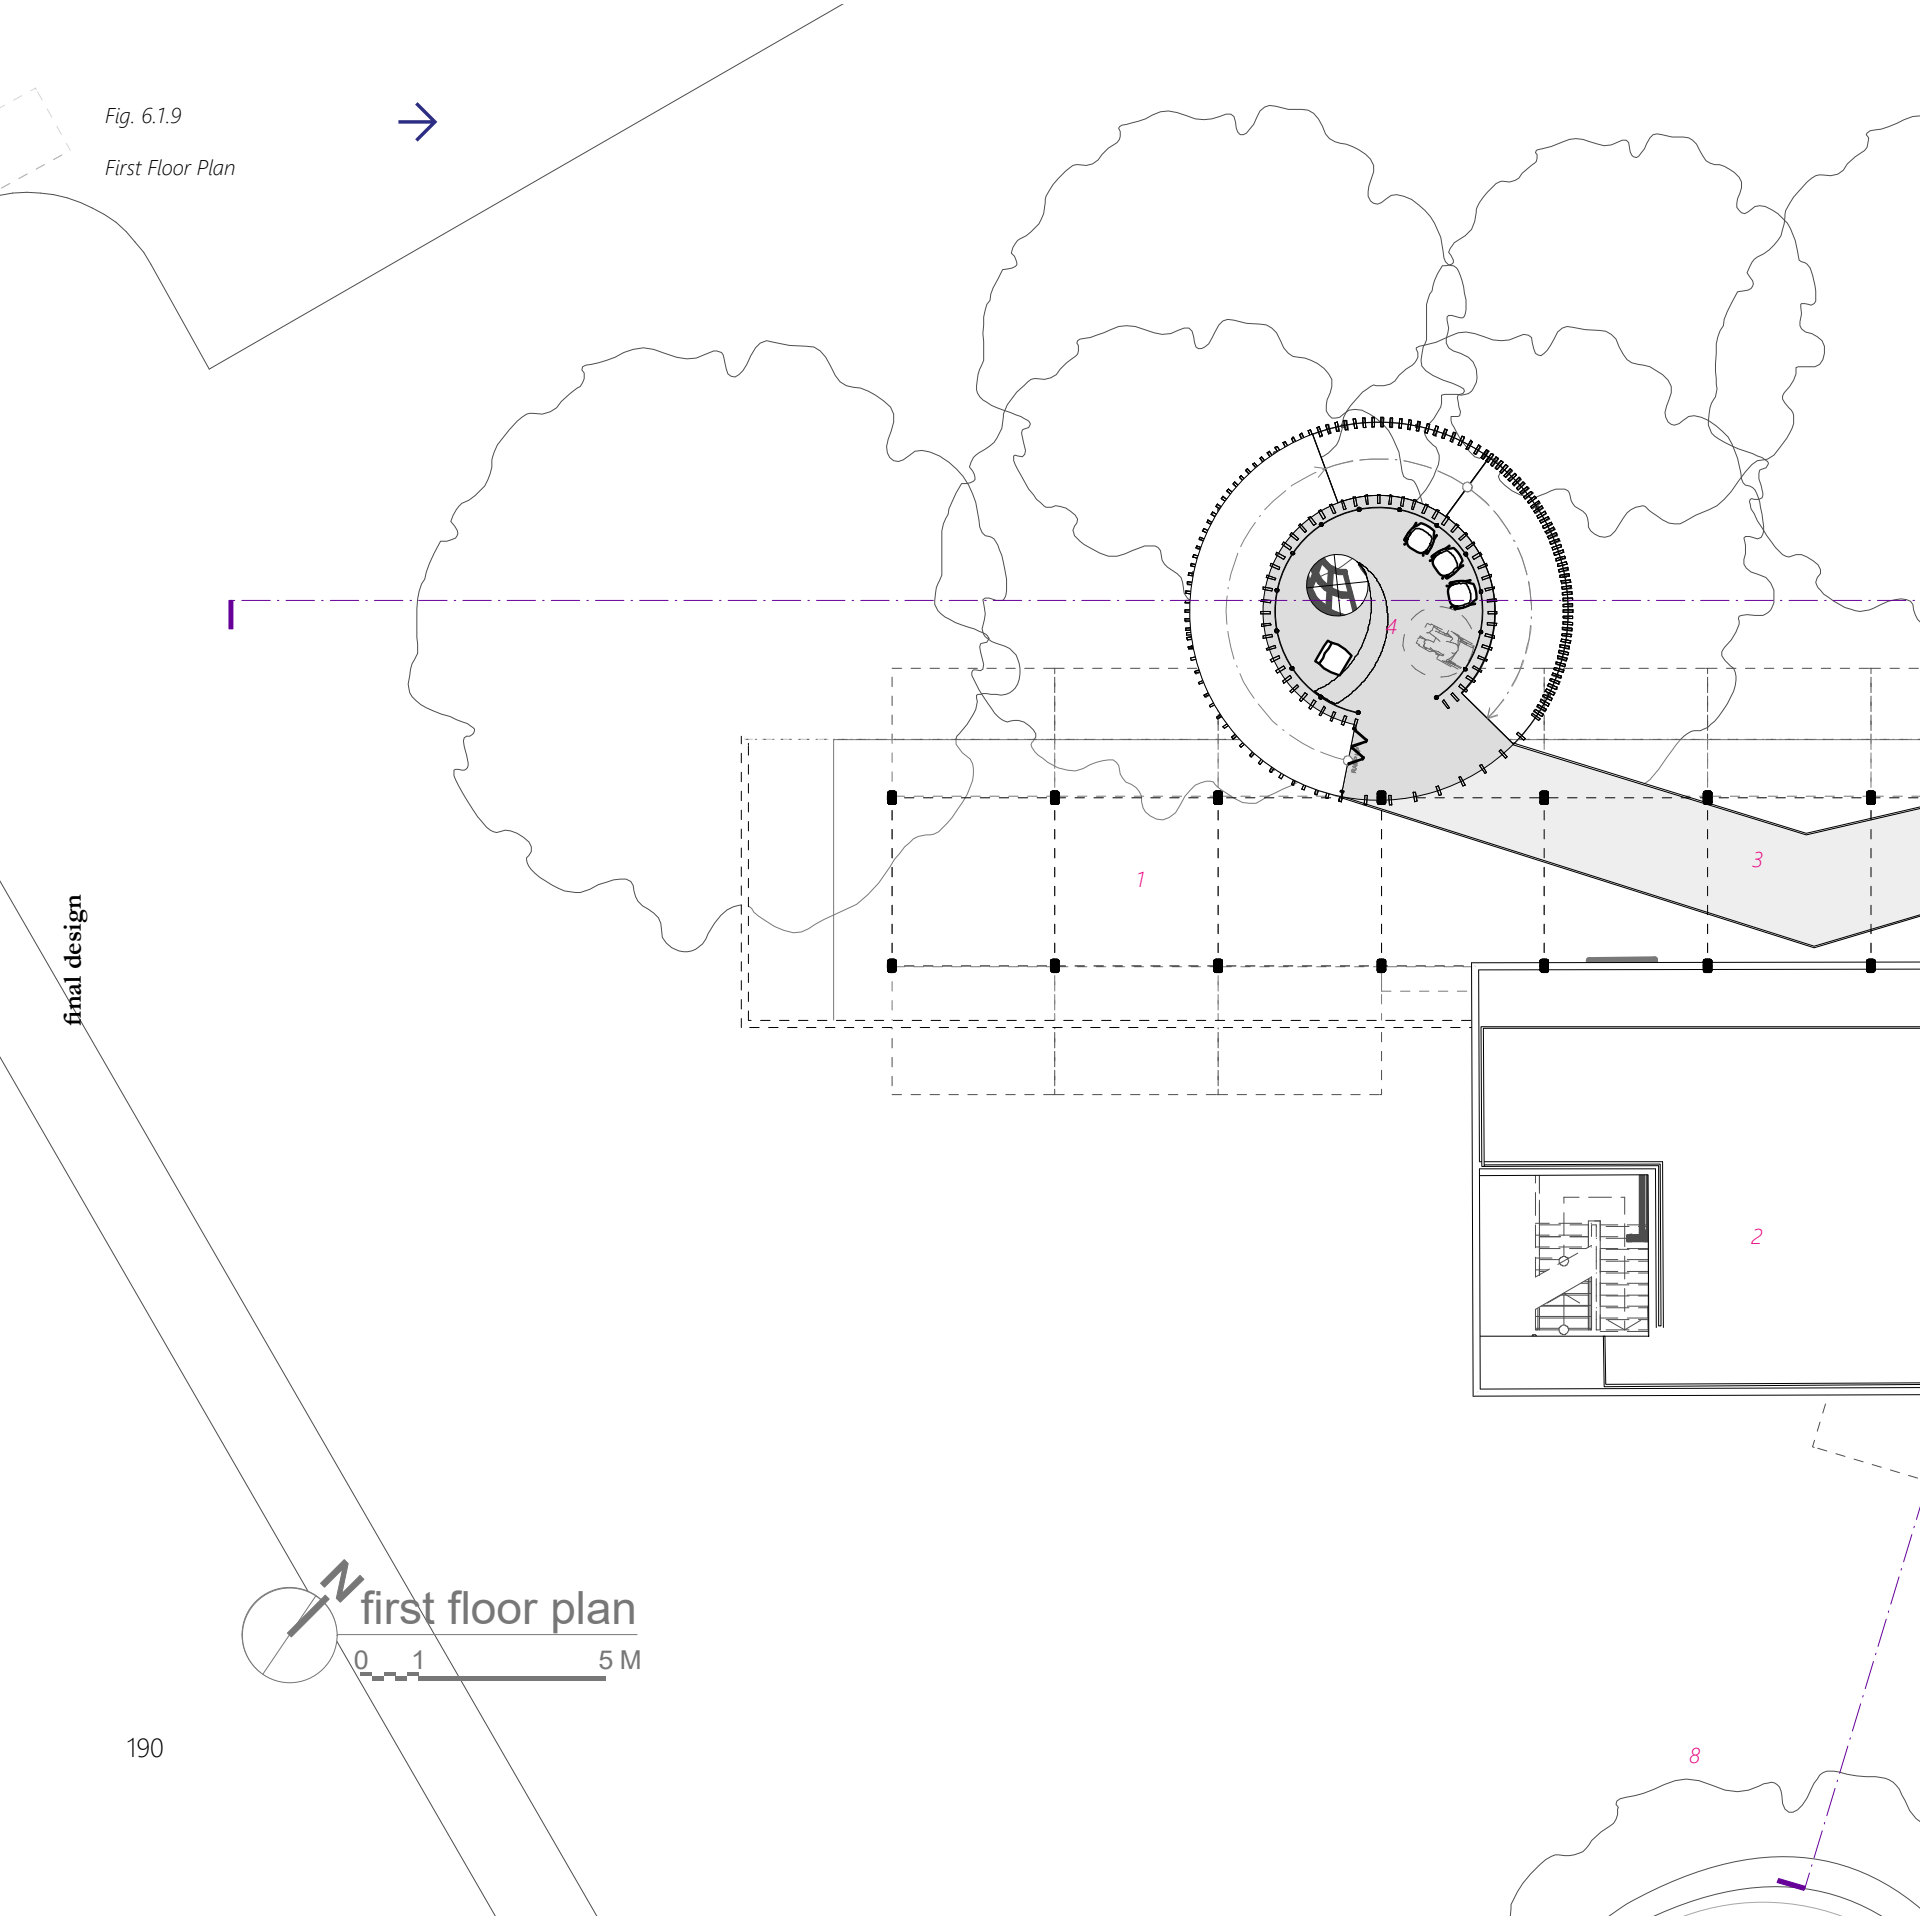 Fig. 6.1.9
First Floor Plan
4
3
1
final design
2
N
first floor plan
0 1 5 M
190
8